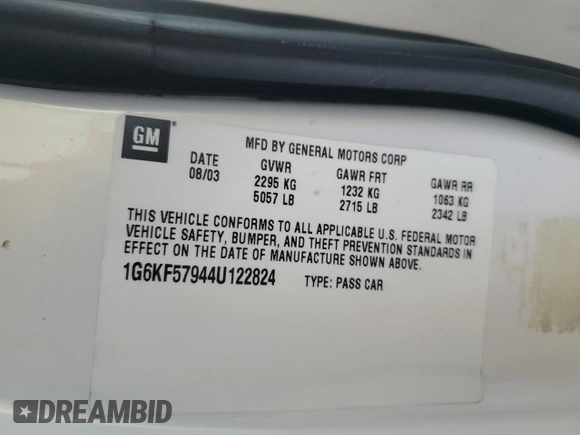 GM
MFD BY GENERAL MOTORS CORP
DATE GVWR GAWR FRT GAWR RR
08/03 2295 KG 1232 KG 1063 KG
5057 LB 2715 LB 2342 LB
THIS VEHICLE CONFORMS TO ALL APPLICABLE U.S. FEDERAL MOTOR
VEHICLE SAFETY, BUMPER, AND THEFT PREVENTION STANDARDS IN
EFFECT ON THE DATE OF MANUFACTURE SHOWN ABOVE.
1G6KF57944U122824 TYPE: PASS CAR
DREAMBID